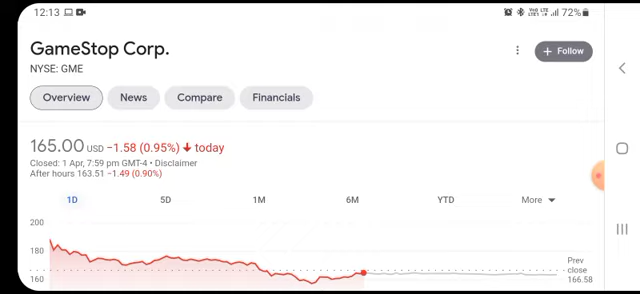 12:13 72%
GameStop Corp.
Follow
NYSE: GME
Overview News Compare Financials
165.00 USD −1.58 (0.95%) today
Closed: 1 Apr, 7:59 pm GMT-4 • Disclaimer
After hours 163.51 −1.49 (0.90%)
1D 5D 1M 6M YTD More
200
180
160
Prev
close
166.58